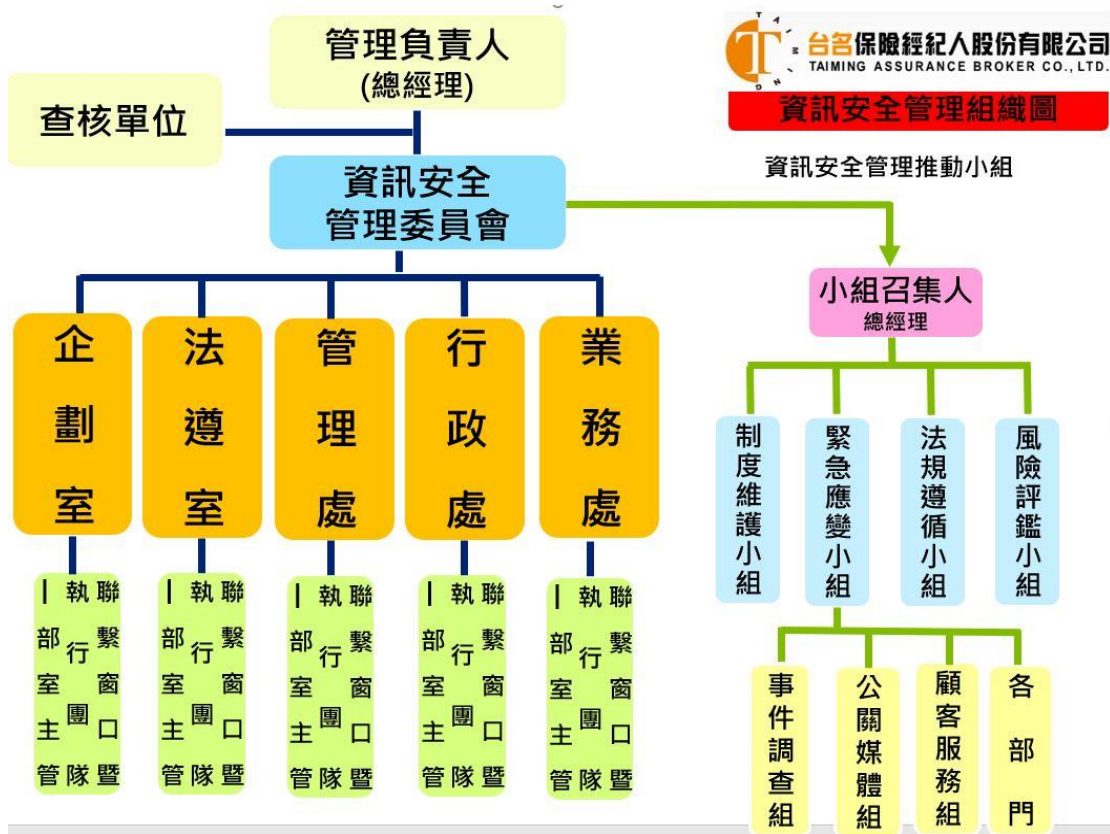 管理負責人
(總經理)
查核單位
資訊安全
管理委員會
企劃室
法遵室
管理處
行政處
業務處
聯繫窗口暨
執行團隊
|部室主管
聯繫窗口暨
執行團隊
|部室主管
聯繫窗口暨
執行團隊
|部室主管
聯繫窗口暨
執行團隊
|部室主管
聯繫窗口暨
執行團隊
|部室主管
T
TAIMING
台名保險經紀人股份有限公司
TAIMING ASSURANCE BROKER CO., LTD.
資訊安全管理組織圖
資訊安全管理推動小組
小組召集人
總經理
制度維護小組
緊急應變小組
法規遵循小組
風險評鑑小組
事件調查組
公關媒體組
顧客服務組
各部門